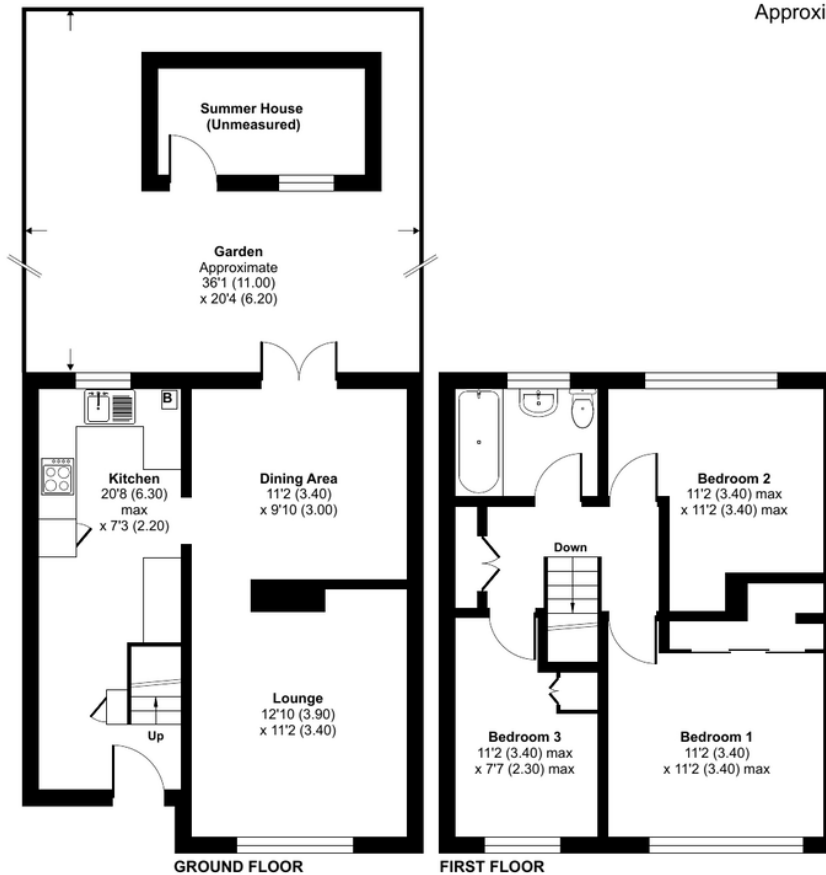 Approxi
Summer House
(Unmeasured)
Garden
Approximate
36'1 (11.00)
x 20'4 (6.20)
B
Kitchen
20'8 (6.30)
max
x 7'3 (2.20)
Dining Area
11'2 (3.40)
x 9'10 (3.00)
Up
Lounge
12'10 (3.90)
x 11'2 (3.40)
GROUND FLOOR
Bedroom 2
11'2 (3.40) max
x 11'2 (3.40) max
Down
Bedroom 3
11'2 (3.40) max
x 7'7 (2.30) max
Bedroom 1
11'2 (3.40)
x 11'2 (3.40) max
FIRST FLOOR